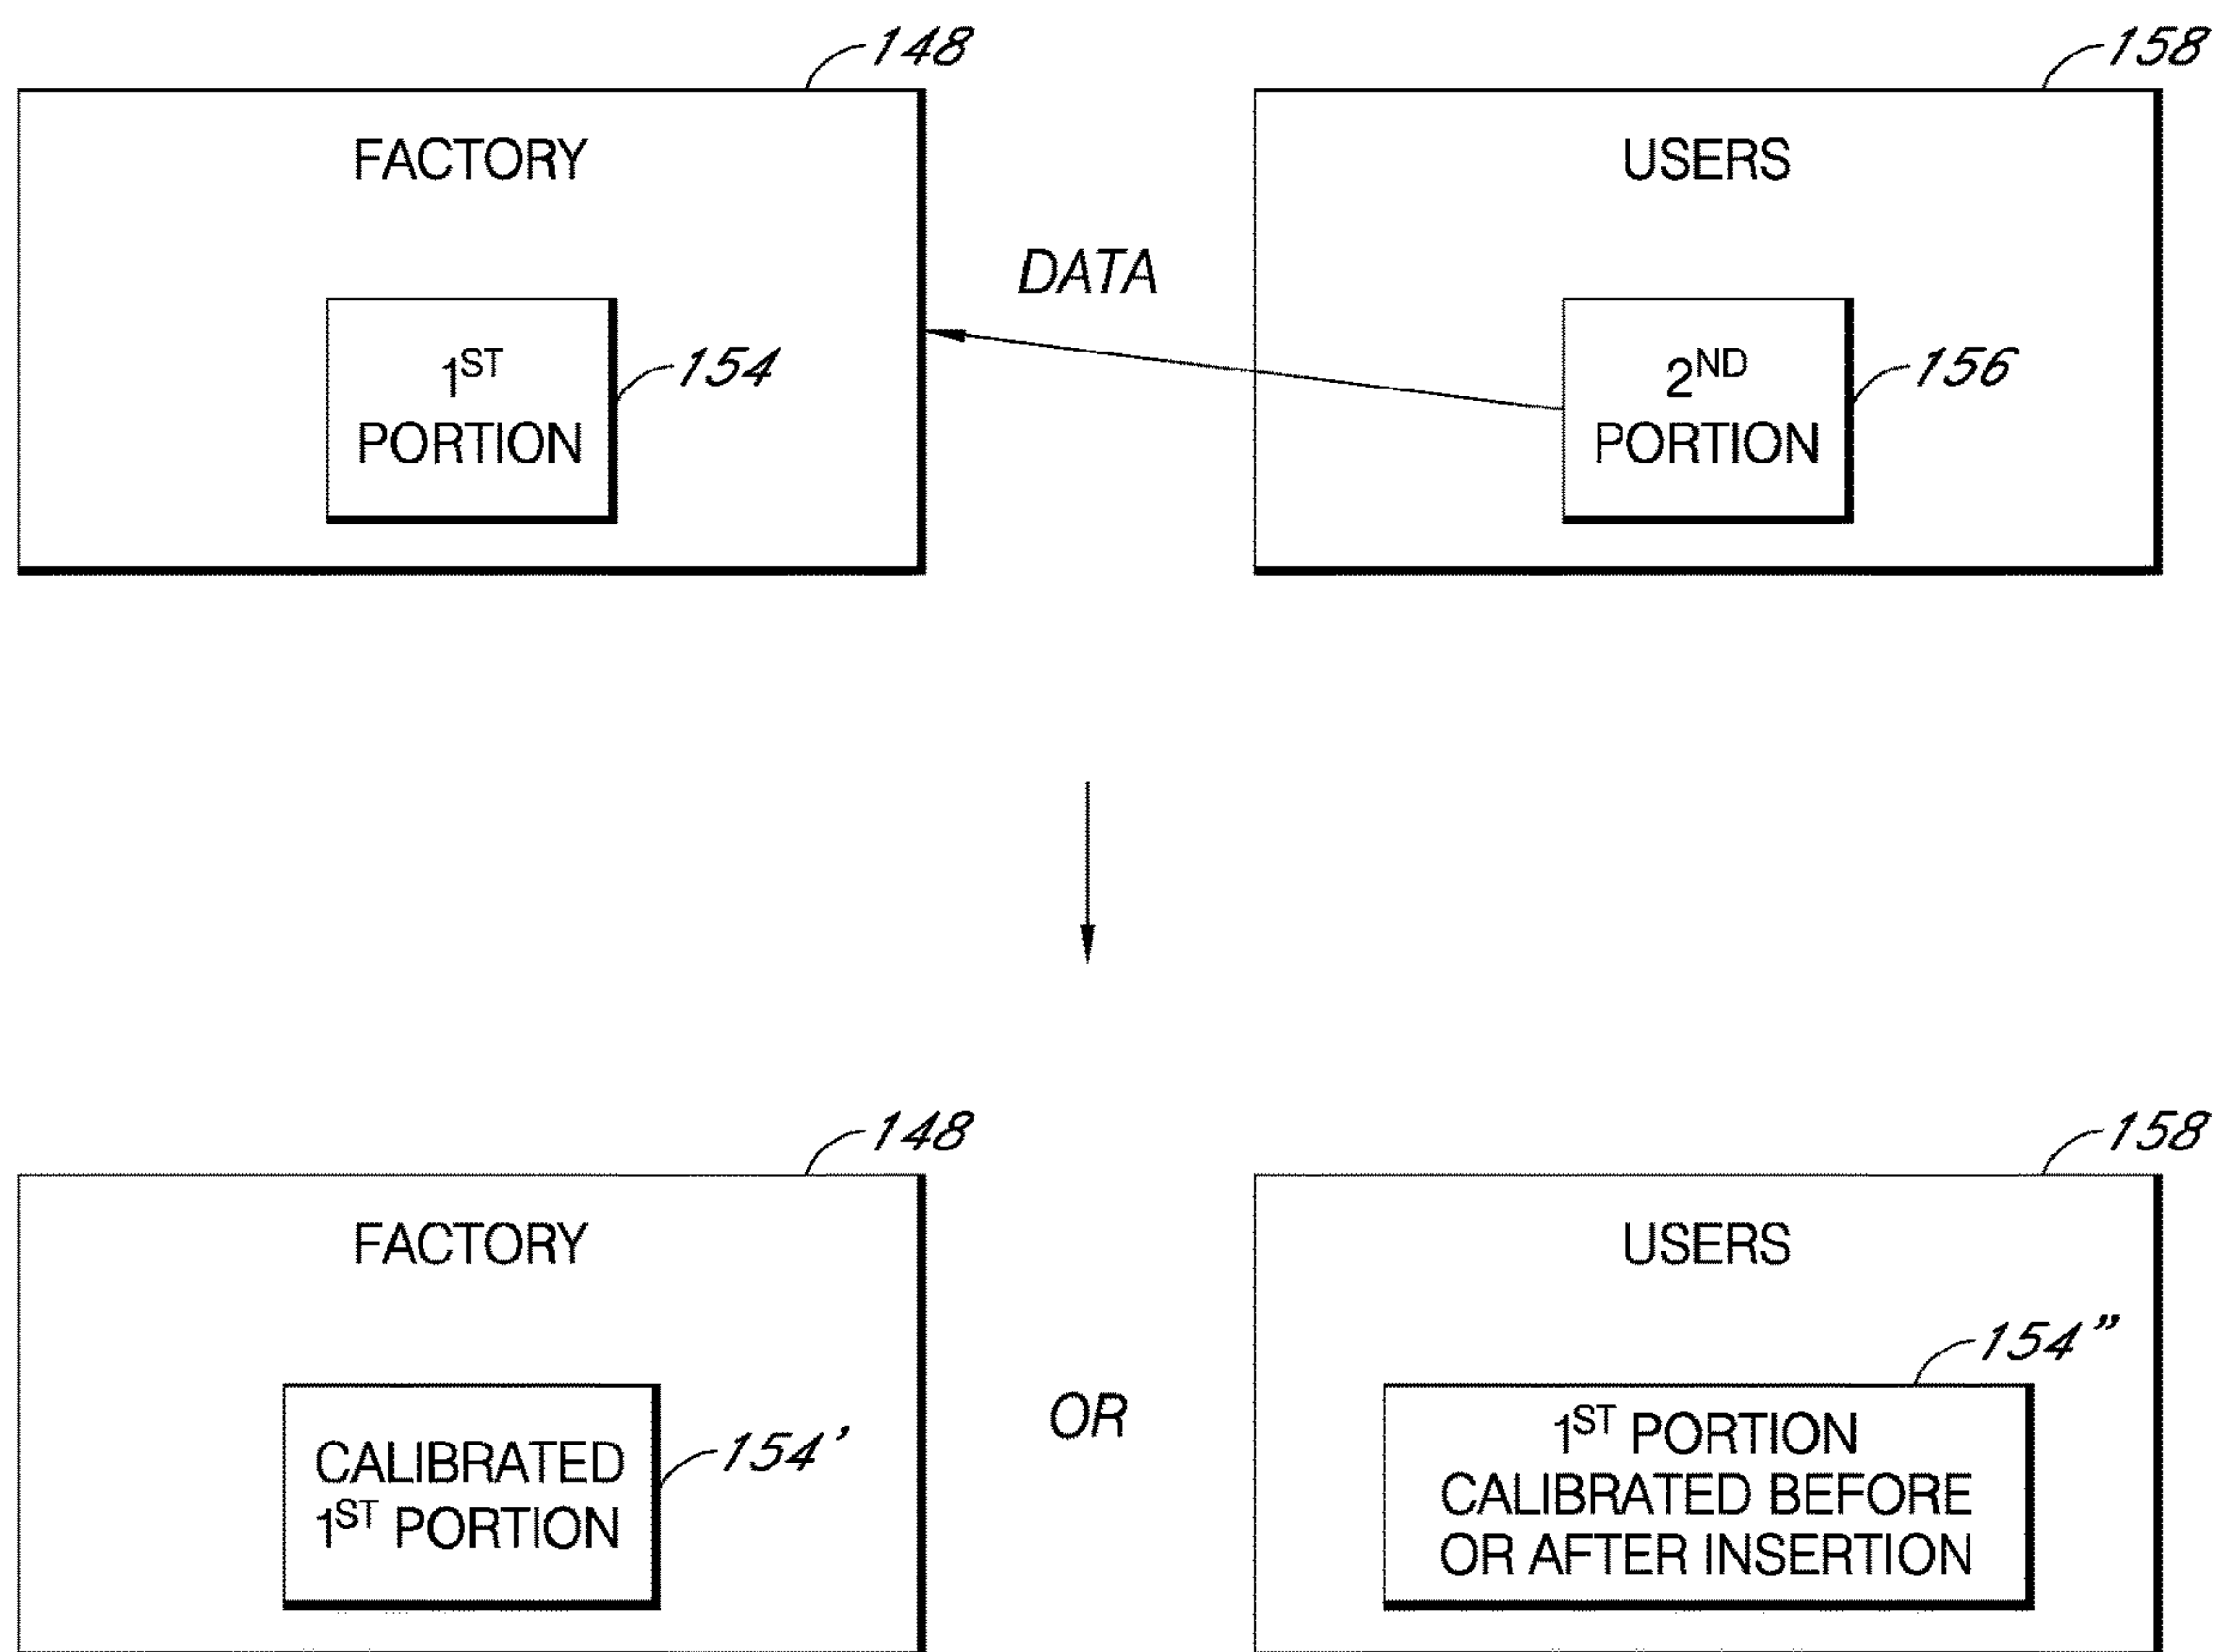 148
158
FACTORY
USERS
DATA
1ST
PORTION
154
2ND
PORTION
156
148
158
FACTORY
USERS
154”
OR
CALIBRATED
1ST PORTION
154’
1ST PORTION
CALIBRATED BEFORE
OR AFTER INSERTION